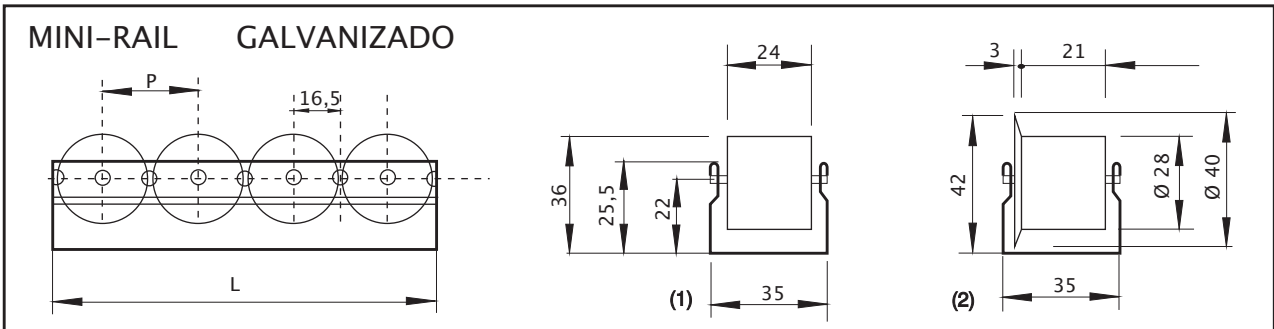 MINI-RAIL GALVANIZADO
P
16,5
L
24
36
25,5
22
(1)
35
3
21
42
Ø 28
Ø 40
(2)
35